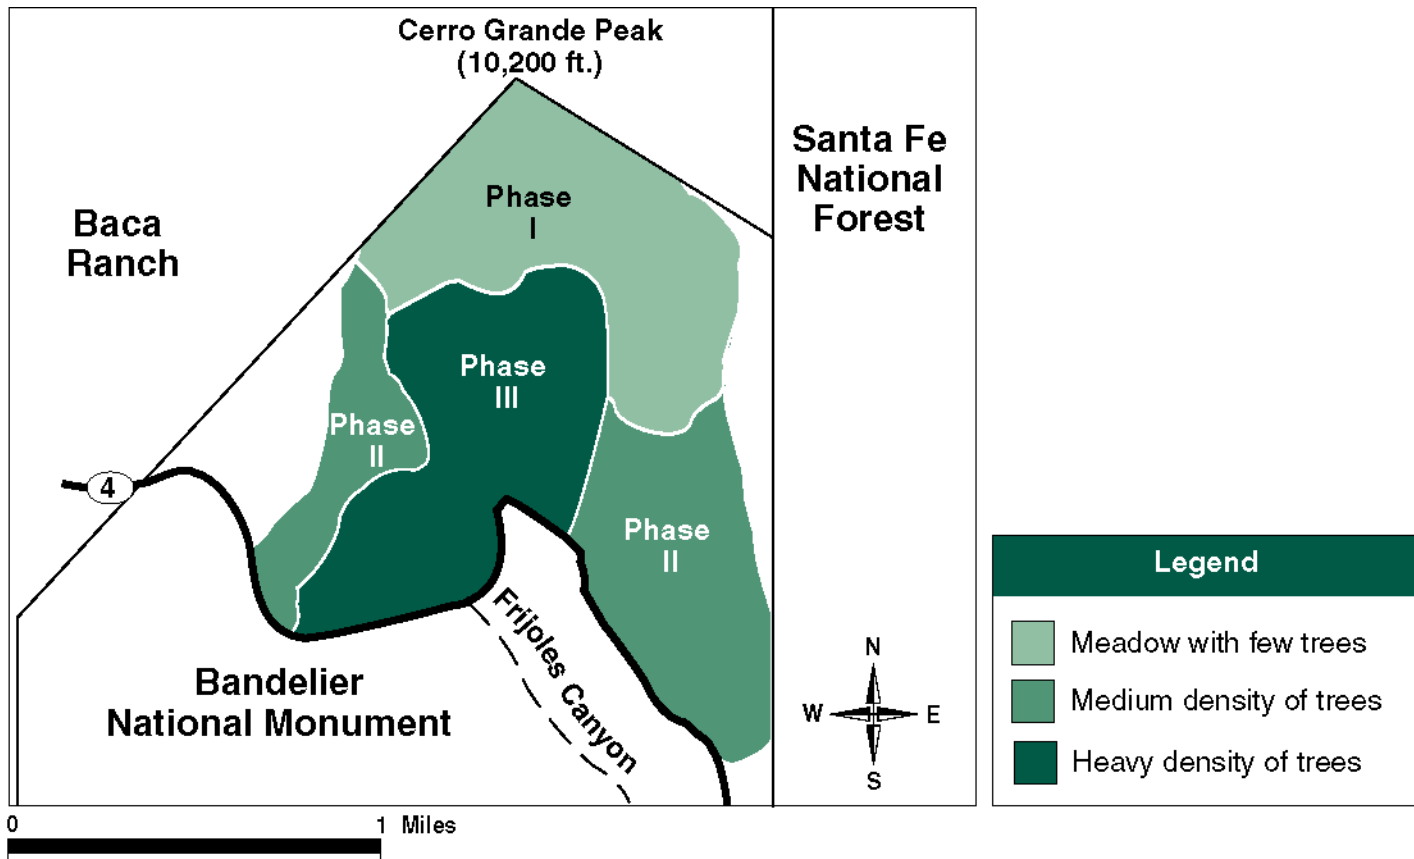 Cerro Grande Peak
(10,200 ft.)
Santa Fe
National
Forest
Phase
I
Baca
Ranch
Phase
III
Phase
II
4
Phase
II
Frijoles Canyon
Bandelier
National Monument
N
W
E
S
Legend
Meadow with few trees
Medium density of trees
Heavy density of trees
0
1 Miles